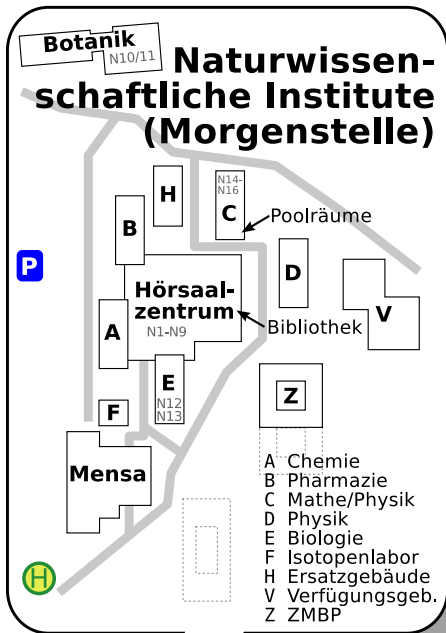 Botanik
N10/11
Naturwissen-
schaftliche Institute
(Morgenstelle)
N14-
N16
H
C
Poolräume
B
P
D
Hörsaal-
zentrum
N1-N9
V
Bibliothek
A
E
N12
N13
Z
F
Mensa
A Chemie
B Pharmazie
C Mathe/Physik
D Physik
E Biologie
F Isotopenlabor
H Ersatzgebäude
V Verfügungsgeb.
Z ZMBP
H